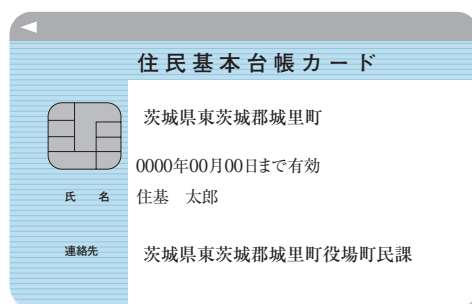 住民基本台帳カード
茨城県東茨城郡城里町
0000年00月00日まで有効
氏　名　住基　太郎
連絡先　茨城県東茨城郡城里町役場町民課